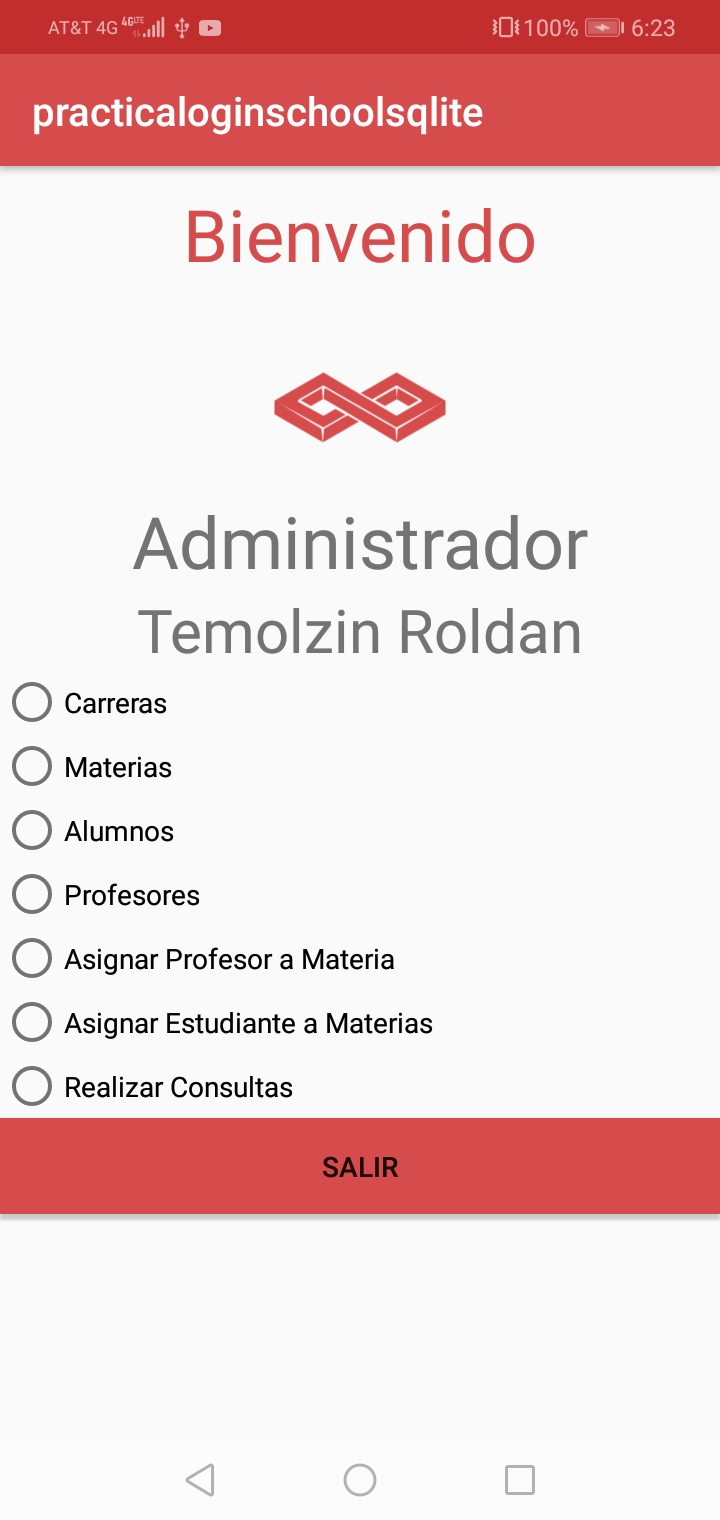 AT&T 4G 4G LTE 100% 6:23
practicaloginschoolsqlite
Bienvenido
Administrador
Temolzin Roldan
Carreras
Materias
Alumnos
Profesores
Asignar Profesor a Materia
Asignar Estudiante a Materias
Realizar Consultas
SALIR